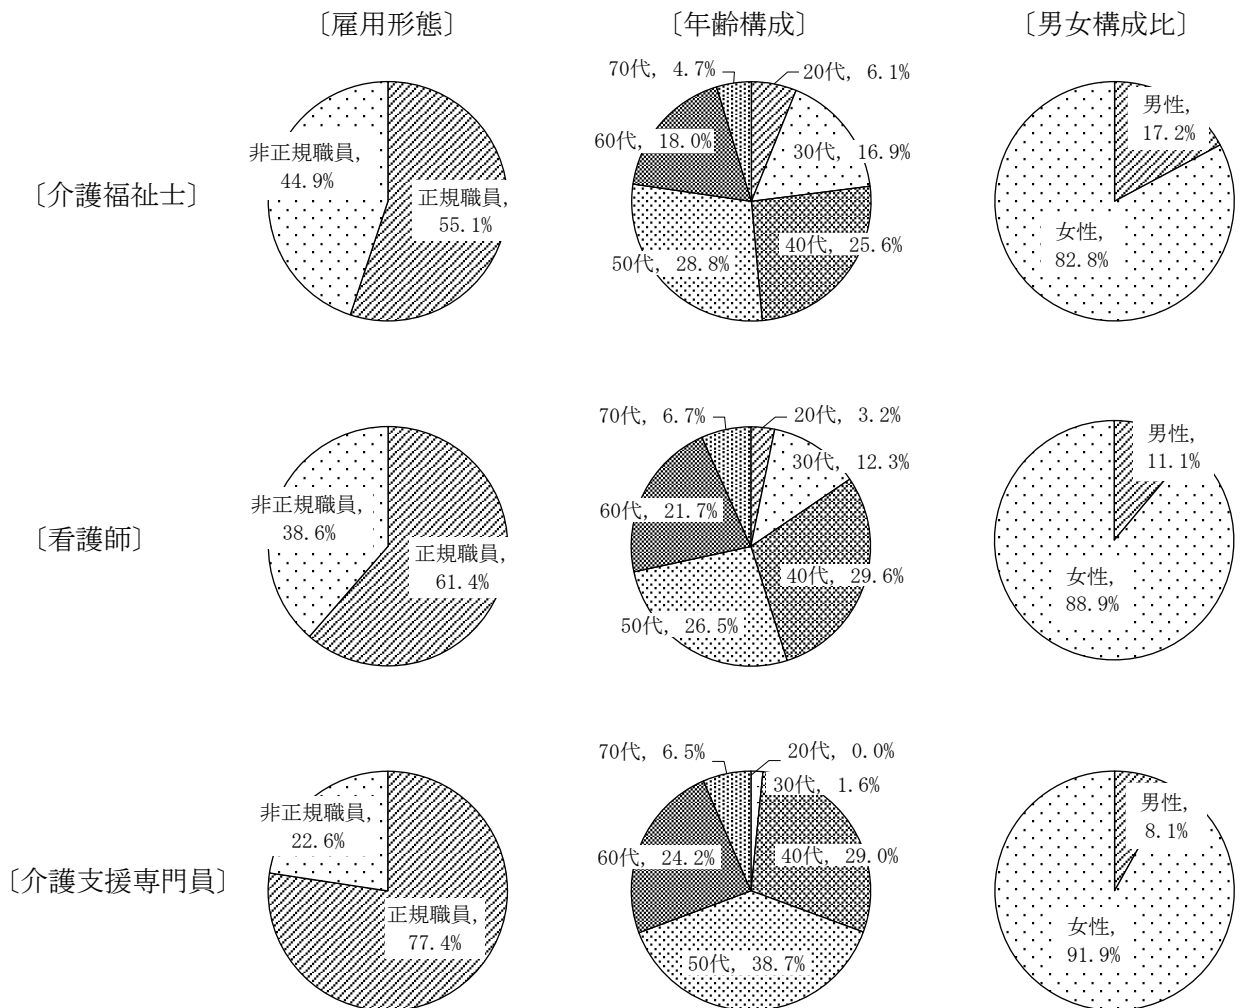 〔雇用形態〕
〔年齢構成〕
〔男女構成比〕
〔介護福祉士〕
非正規職員,
44.9%
正規職員,
55.1%
70代, 4.7%
20代, 6.1%
60代, 18.0%
30代, 16.9%
40代, 25.6%
50代, 28.8%
男性,
17.2%
女性,
82.8%
〔看護師〕
非正規職員,
38.6%
正規職員,
61.4%
70代, 6.7%
20代, 3.2%
30代, 12.3%
60代, 21.7%
40代, 29.6%
50代, 26.5%
男性,
11.1%
女性,
88.9%
〔介護支援専門員〕
非正規職員,
22.6%
正規職員,
77.4%
70代, 6.5%
20代, 0.0%
30代, 1.6%
60代, 24.2%
40代, 29.0%
50代, 38.7%
男性,
8.1%
女性,
91.9%